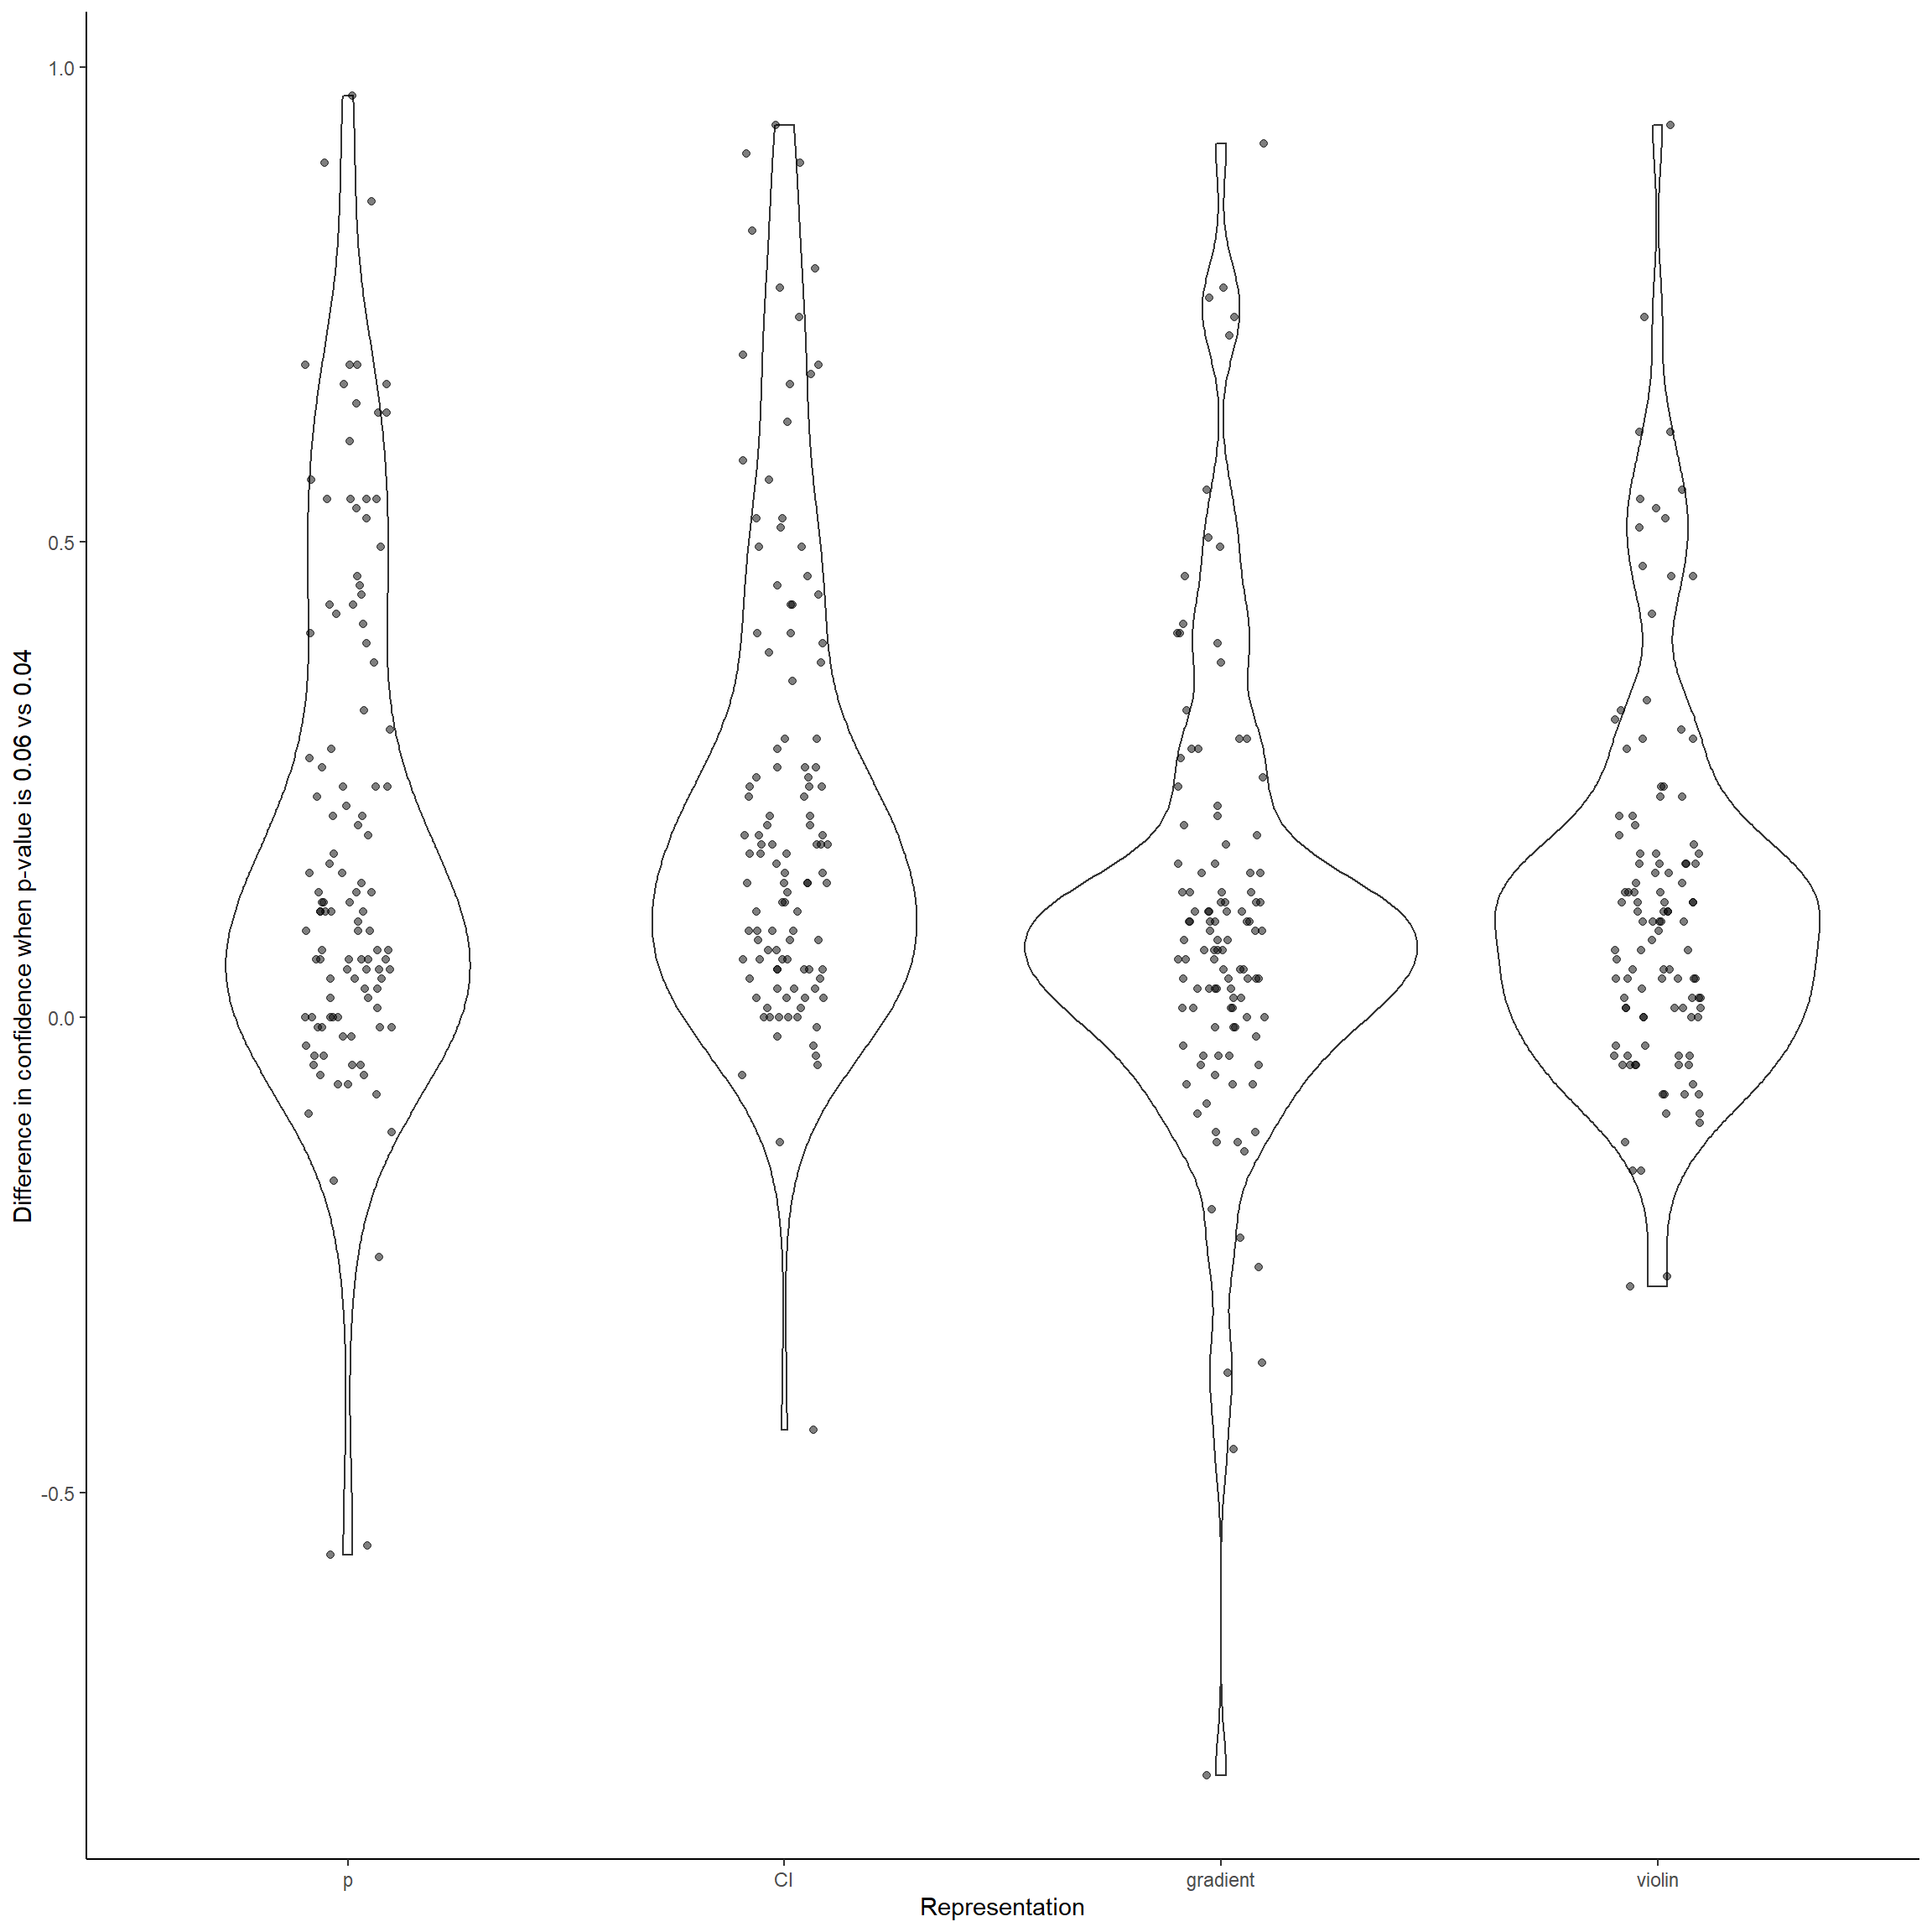 Difference in confidence when p-value is 0.06 vs 0.04
1.0
0.5
0.0
-0.5
p CI gradient violin
Representation